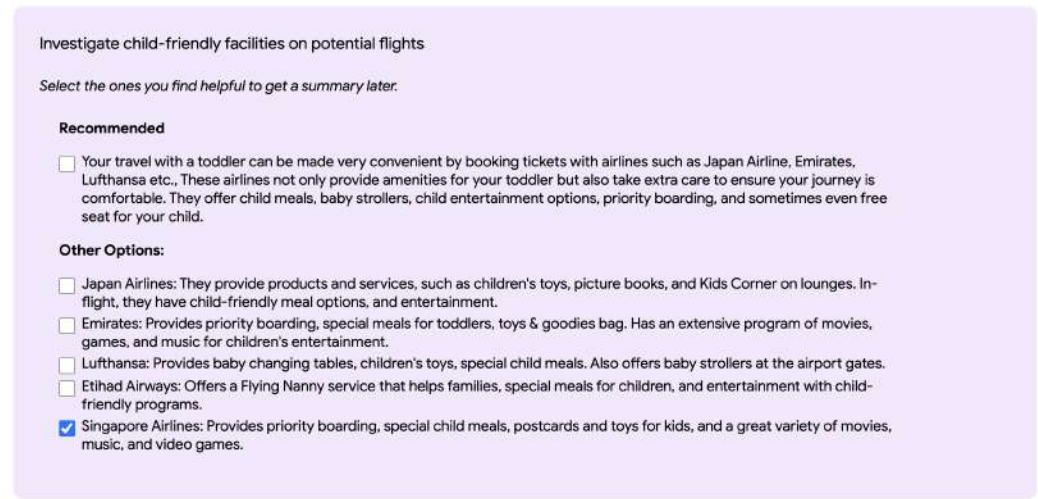 Investigate child-friendly facilities on potential flights
Select the ones you find helpful to get a summary later.
Recommended
Your travel with a toddler can be made very convenient by booking tickets with airlines such as Japan Airline, Emirates,
Lufthansa etc., These airlines not only provide amenities for your toddler but also take extra care to ensure your journey is
comfortable. They offer child meals, baby strollers, child entertainment options, priority boarding, and sometimes even free
seat for your child.
Other Options:
Japan Airlines: They provide products and services, such as children's toys, picture books, and Kids Corner on lounges. In-
flight, they have child-friendly meal options, and entertainment.
Emirates: Provides priority boarding, special meals for toddlers, toys & goodies bag. Has an extensive program of movies,
games, and music for children's entertainment.
Lufthansa: Provides baby changing tables, children's toys, special child meals. Also offers baby strollers at the airport gates.
Etihad Airways: Offers a Flying Nanny service that helps families, special meals for children, and entertainment with child-
friendly programs.
Singapore Airlines: Provides priority boarding, special child meals, postcards and toys for kids, and a great variety of movies,
music, and video games.